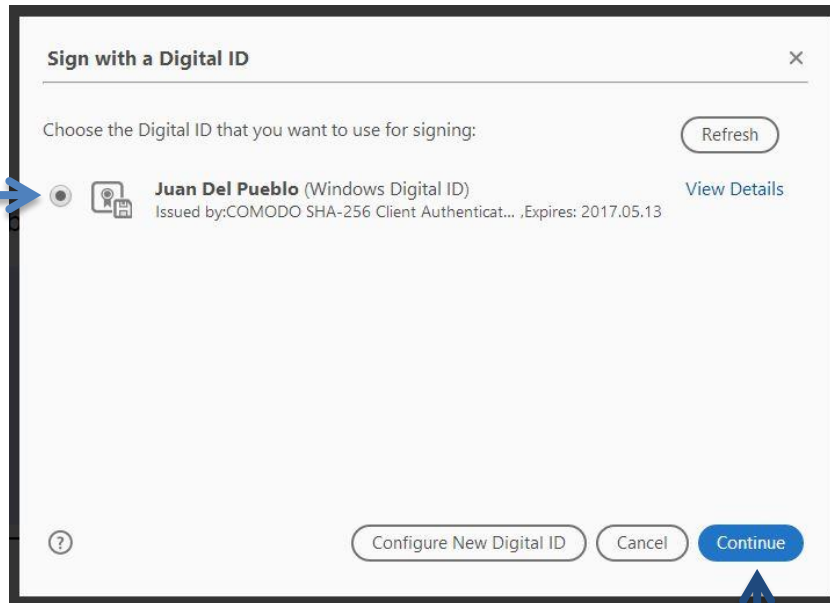 Sign with a Digital ID
Choose the Digital ID that you want to use for signing:
Refresh
Juan Del Pueblo (Windows Digital ID)
View Details
Issued by:COMODO SHA-256 Client Authenticat... ,Expires: 2017.05.13
Configure New Digital ID
Cancel
Continue